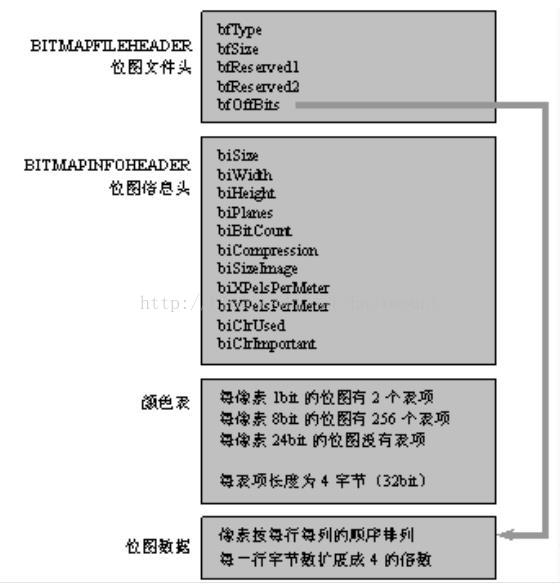 BITMAPFILEHEADER
位图文件头
bfType
bfSize
bfReserved1
bfReserved2
bfOffBits
BITMAPINFOHEADER
位图信息头
biSize
biWidth
biHeight
biPlanes
biBitCount
biCompression
biSizeImage
biXPelsPerMeter
biYPelsPerMeter
biClrUsed
biClrImportant
http:/
颜色表
每像素 1bit 的位图有 2 个表项
每像素 8bit 的位图有 256 个表项
每像素 24bit 的位图没有表项
每表项长度为 4 字节（32bit）
位图数据
像素按每行每列的顺序排列
每一行字节数扩展成 4 的倍数